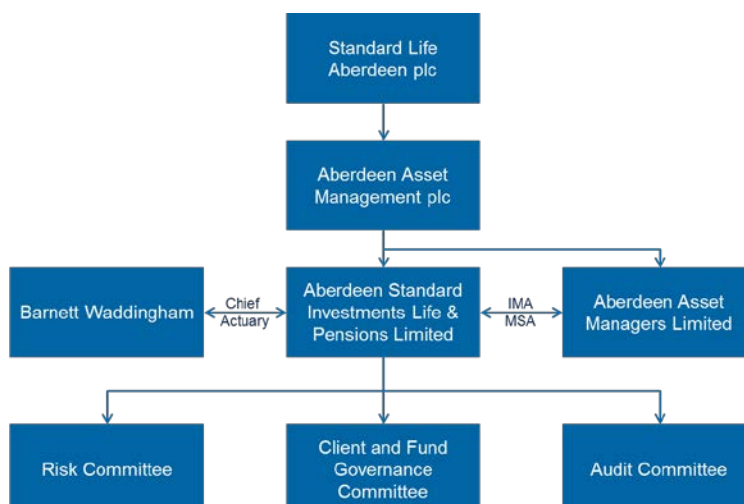 Standard Life
Aberdeen plc
Aberdeen Asset
Management plc
Barnett Waddingham
Chief
Actuary
Aberdeen Standard
Investments Life &
Pensions Limited
IMA
MSA
Aberdeen Asset
Managers Limited
Risk Committee
Client and Fund
Governance
Committee
Audit Committee